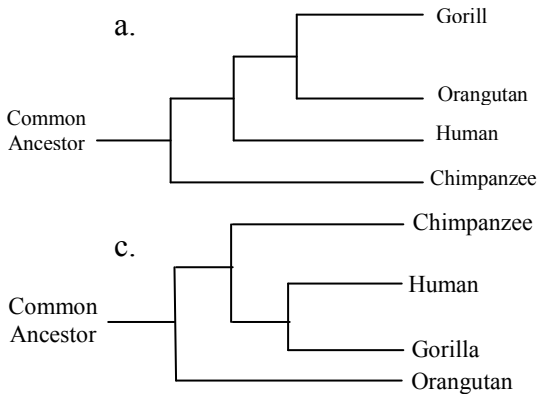 a.
Gorill
Orangutan
Common
Ancestor
Human
Chimpanzee
c.
Chimpanzee
Human
Common
Ancestor
Gorilla
Orangutan